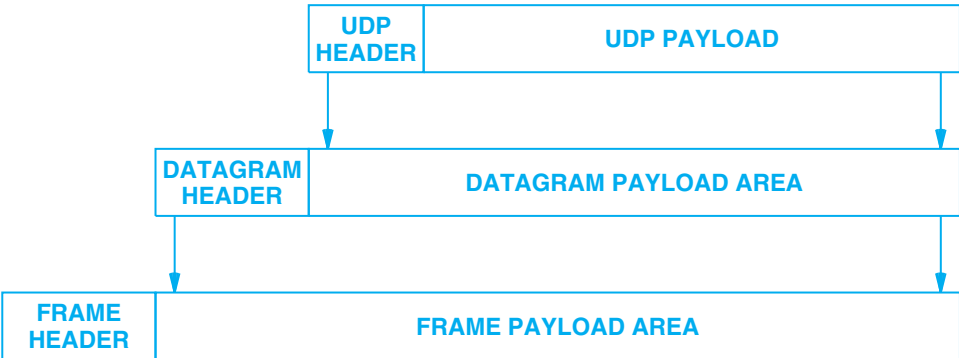 UDP
HEADER
UDP PAYLOAD
DATAGRAM
HEADER
DATAGRAM PAYLOAD AREA
FRAME
HEADER
FRAME PAYLOAD AREA